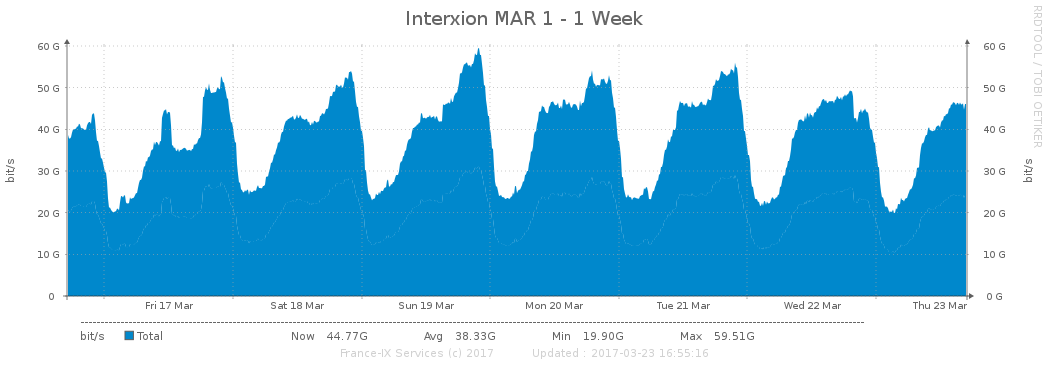 Interxion MAR 1 - 1 Week
RRDTOOL / TOBI OETIKER
60 G 60 G
50 G 50 G
40 G 40 G
30 G 30 G
20 G 20 G
10 G 10 G
0 0 G
bit/s bit/s
Fri 17 Mar Sat 18 Mar Sun 19 Mar Mon 20 Mar Tue 21 Mar Wed 22 Mar Thu 23 Mar
bit/s Total Now 44.77G Avg 38.33G Min 19.90G Max 59.51G
France-IX Services (c) 2017 Updated : 2017-03-23 16:55:16